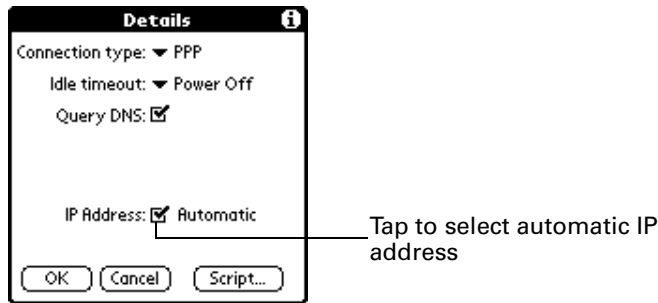 Details
Connection type: PPP
Idle timeout: Power Off
Query DNS:
IP Address: Automatic
Tap to select automatic IP
address
OK Cancel Script...